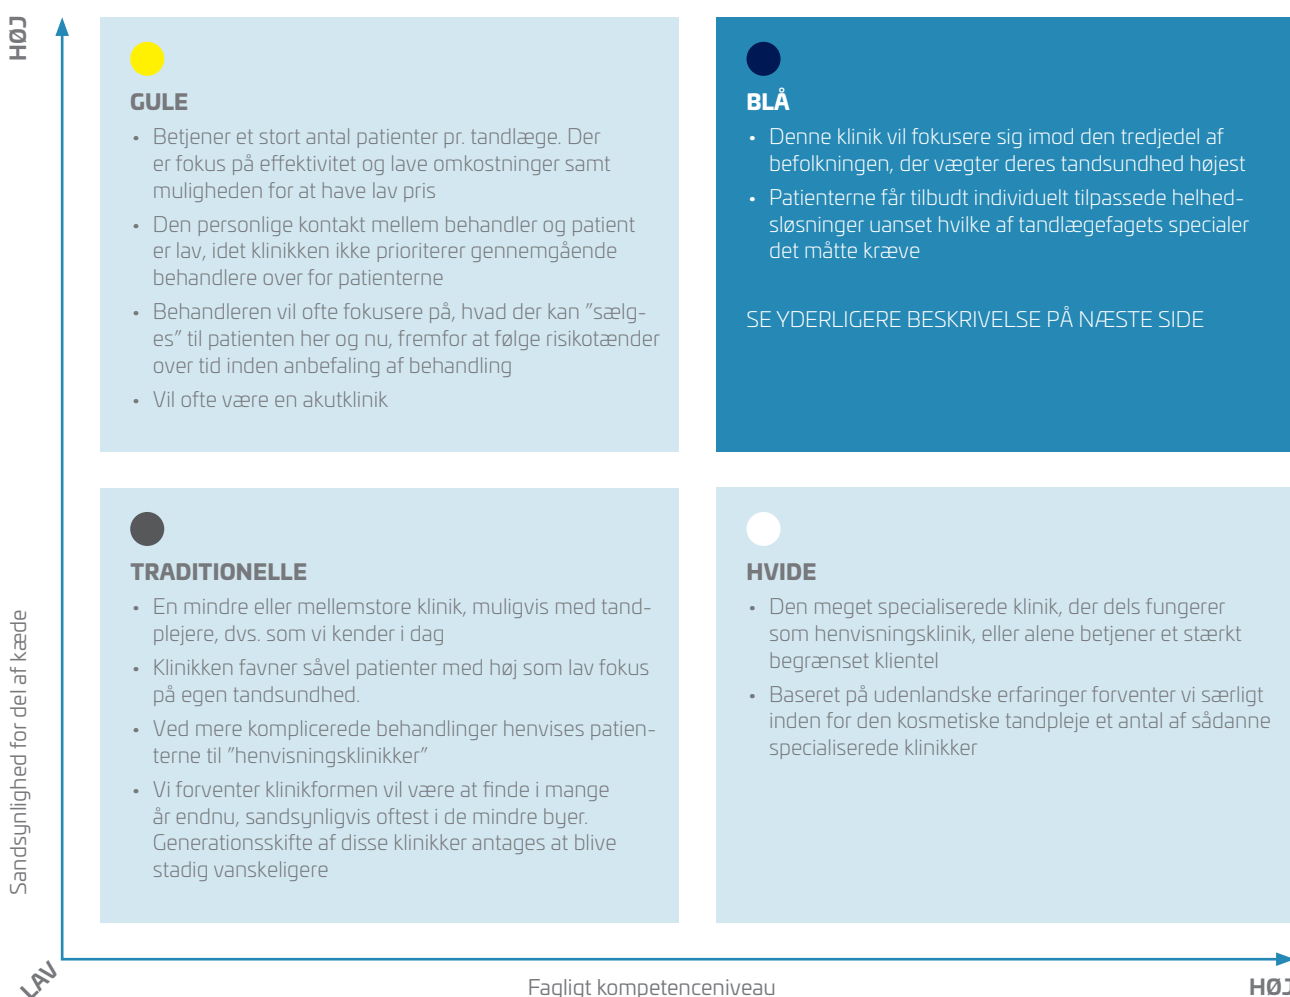 HØJ
GULE
• Betjener et stort antal patienter pr. tandlæge. Der
er fokus på effektivitet og lave omkostninger samt
muligheden for at have lav pris
• Den personlige kontakt mellem behandler og patient
er lav, idet klinikken ikke prioriterer gennemgående
behandlere over for patienterne
• Behandleren vil ofte fokusere på, hvad der kan ”sælg-
es” til patienten her og nu, fremfor at følge risikotænder
over tid inden anbefaling af behandling
• Vil ofte være en akutklinik
BLÅ
• Denne klinik vil fokusere sig imod den tredjedel af
befolkningen, der vægter deres tandsundhed højest
• Patienterne får tilbudt individuelt tilpassede helhed-
sløsninger uanset hvilke af tandlægefagets specialer
det måtte kræve
SE YDERLIGERE BESKRIVELSE PÅ NÆSTE SIDE
TRADITIONELLE
• En mindre eller mellemstore klinik, muligvis med tand-
plejere, dvs. som vi kender i dag
• Klinikken favner såvel patienter med høj som lav fokus
på egen tandsundhed.
• Ved mere komplicerede behandlinger henvises patien-
terne til ”henvisningsklinikker”
• Vi forventer klinikformen vil være at finde i mange
år endnu, sandsynligvis oftest i de mindre byer.
Generationsskifte af disse klinikker antages at blive
stadig vanskeligere
HVIDE
• Den meget specialiserede klinik, der dels fungerer
som henvisningsklinik, eller alene betjener et stærkt
begrænset klientel
• Baseret på udenlandske erfaringer forventer vi særligt
inden for den kosmetiske tandpleje et antal af sådanne
specialiserede klinikker
Sandsynlighed for del af kæde
LAV
Fagligt kompetenceniveau
HØJ